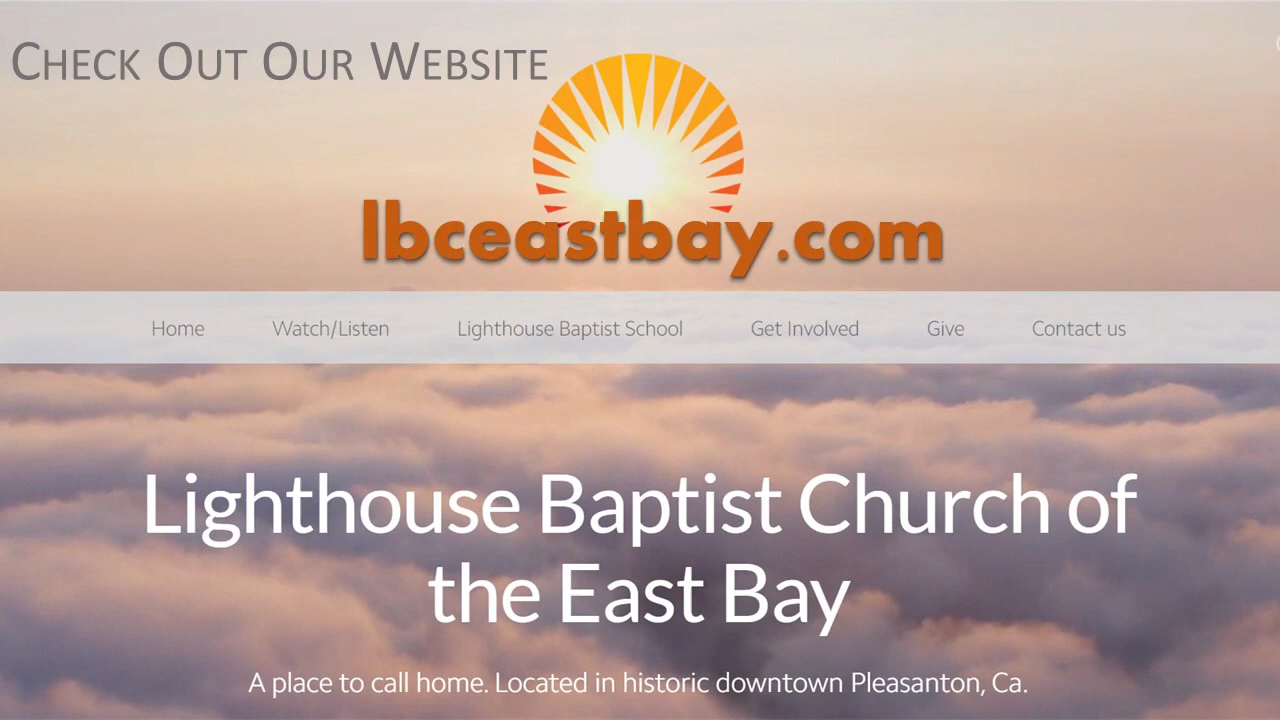 Check Out Our Website
lbceastbay.com
Home Watch/Listen Lighthouse Baptist School Get Involved Give Contact us
Lighthouse Baptist Church of
the East Bay
A place to call home. Located in historic downtown Pleasanton, Ca.